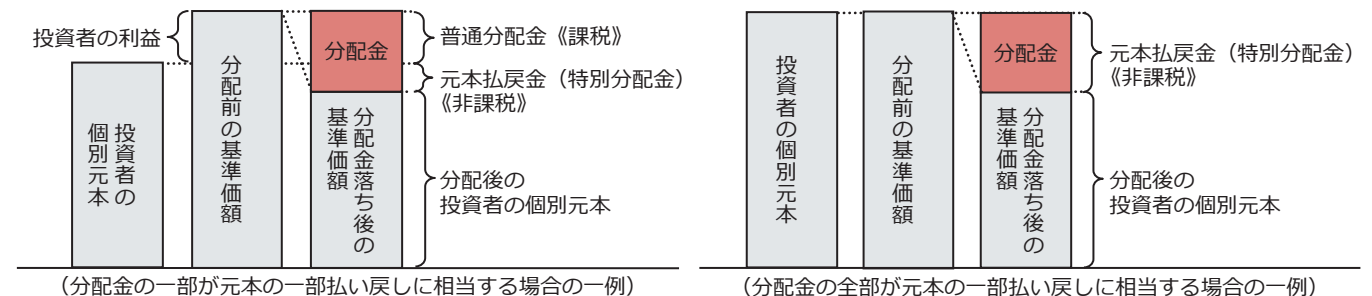 投資者の利益
投資者の
個別元本
分配前の基準価額
分配金
分配金落ち後の
基準価額
普通分配金《課税》
元本払戻金（特別分配金）
《非課税》
分配後の
投資者の個別元本
（分配金の一部が元本の一部払い戻しに相当する場合の一例）
投資者の個別元本
分配前の基準価額
分配金
分配金落ち後の
基準価額
元本払戻金（特別分配金）
《非課税》
分配後の
投資者の個別元本
（分配金の全部が元本の一部払い戻しに相当する場合の一例）